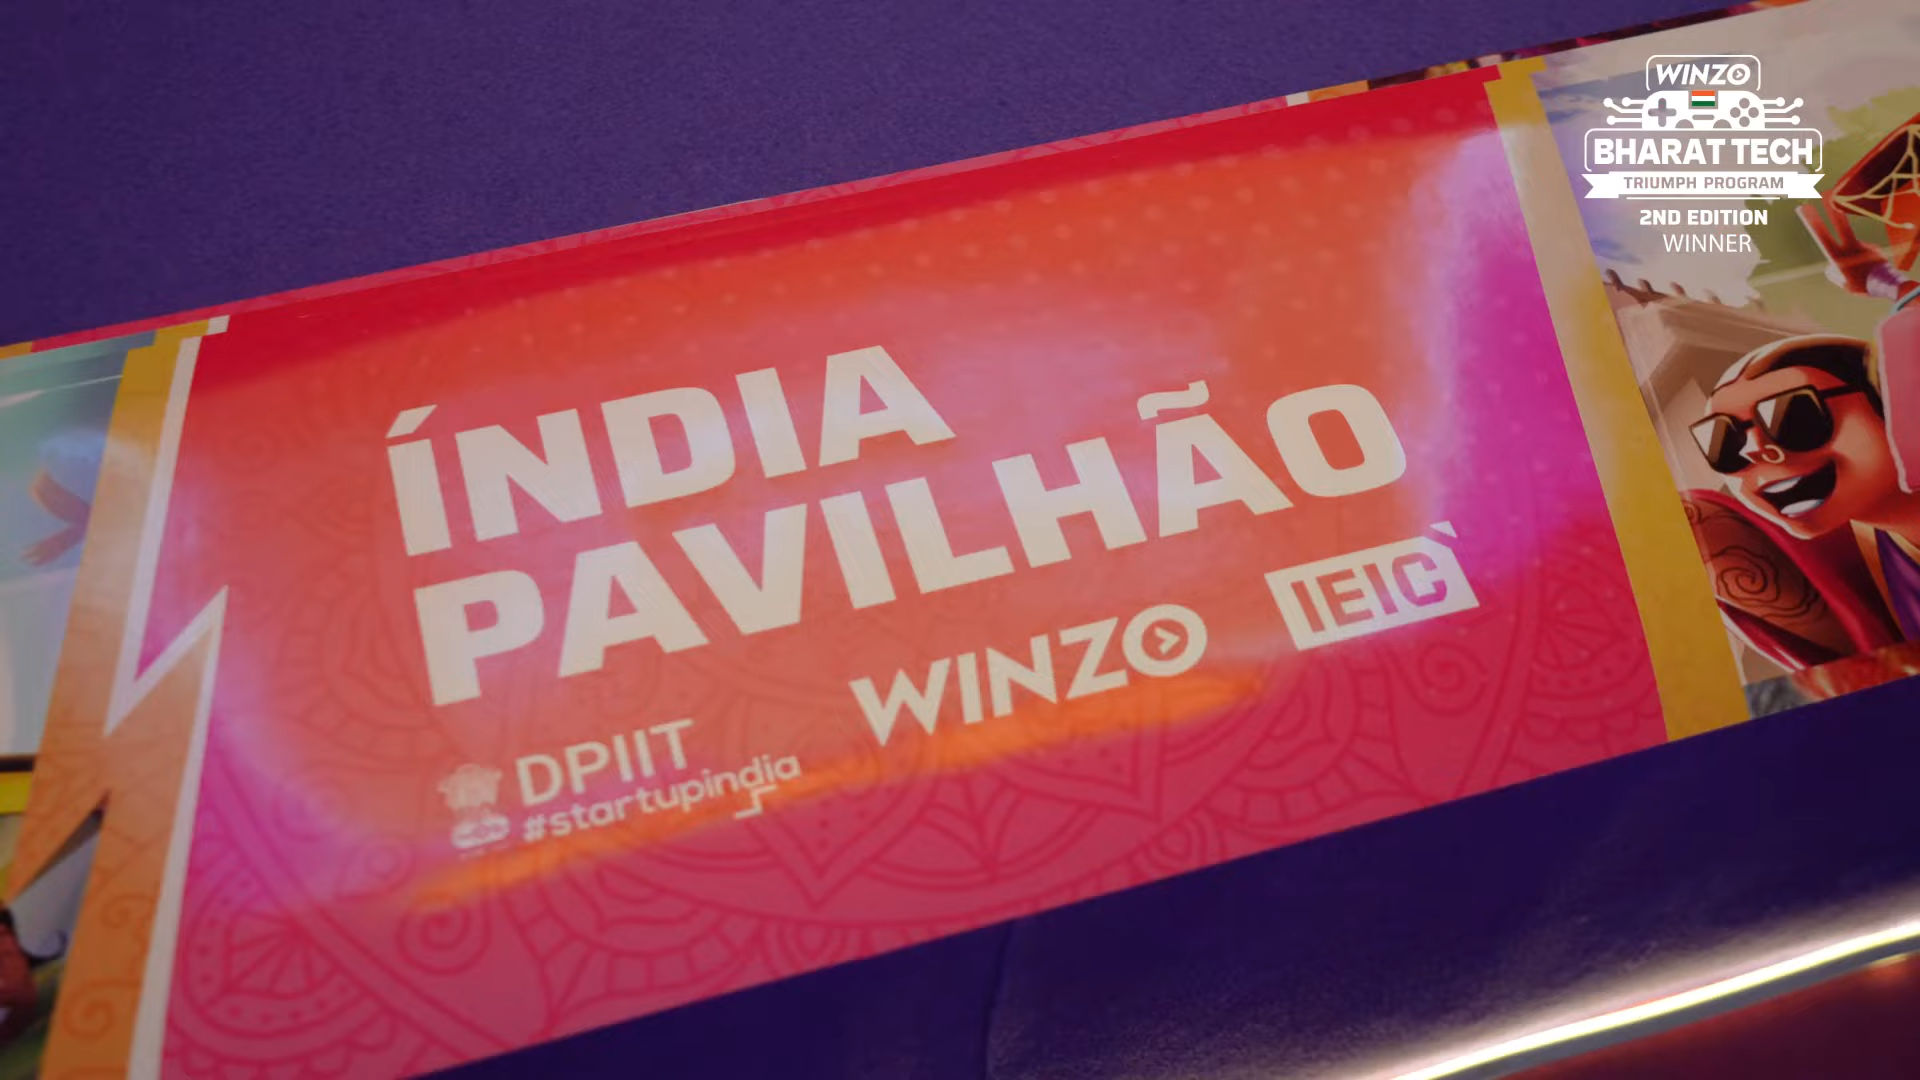 WINZO
BHARAT TECH
TRIUMPH PROGRAM
2ND EDITION
WINNER
ÍNDIA
PAVILHÃO
DPIIT
#startupindia
WINZO
IEIC